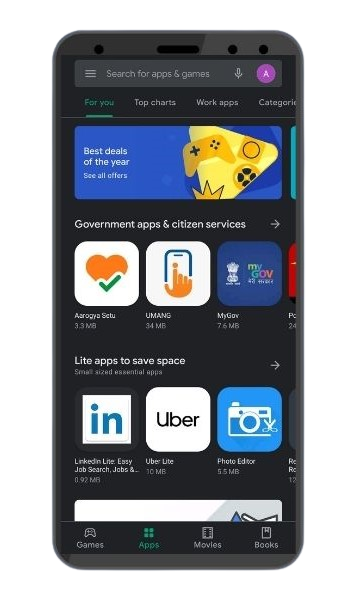 Search for apps & games
A
For you
Top charts
Work apps
Categorie
Best deals
of the year
See all offers
Government apps & citizen services
my
GOV
मेरी सरकार
Aarogya Setu
3.3 MB
UMANG
34 MB
MyGov
7.6 MB
Po
24
Lite apps to save space
Small sized essential apps
in
Uber
LinkedIn Lite: Easy
Job Search, Jobs &...
0.92 MB
Uber Lite
10 MB
Photo Editor
5.5 MB
Re
Ro
12
Games
Apps
Movies
Books